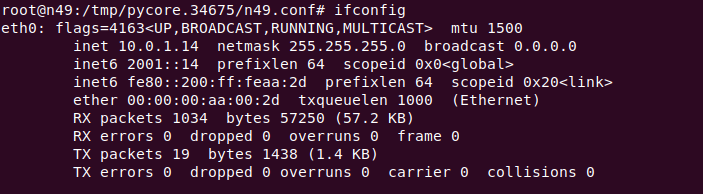 root@n49:/tmp/pycore.34675/n49.conf# ifconfig
eth0: flags=4163<UP,BROADCAST,RUNNING,MULTICAST>  mtu 1500
        inet 10.0.1.14  netmask 255.255.255.0  broadcast 0.0.0.0
        inet6 2001::14  prefixlen 64  scopeid 0x0<global>
        inet6 fe80::200:ff:feaa:2d  prefixlen 64  scopeid 0x20<link>
        ether 00:00:00:aa:00:2d  txqueuelen 1000  (Ethernet)
        RX packets 1034  bytes 57250 (57.2 KB)
        RX errors 0  dropped 0  overruns 0  frame 0
        TX packets 19  bytes 1438 (1.4 KB)
        TX errors 0  dropped 0 overruns 0  carrier 0  collisions 0